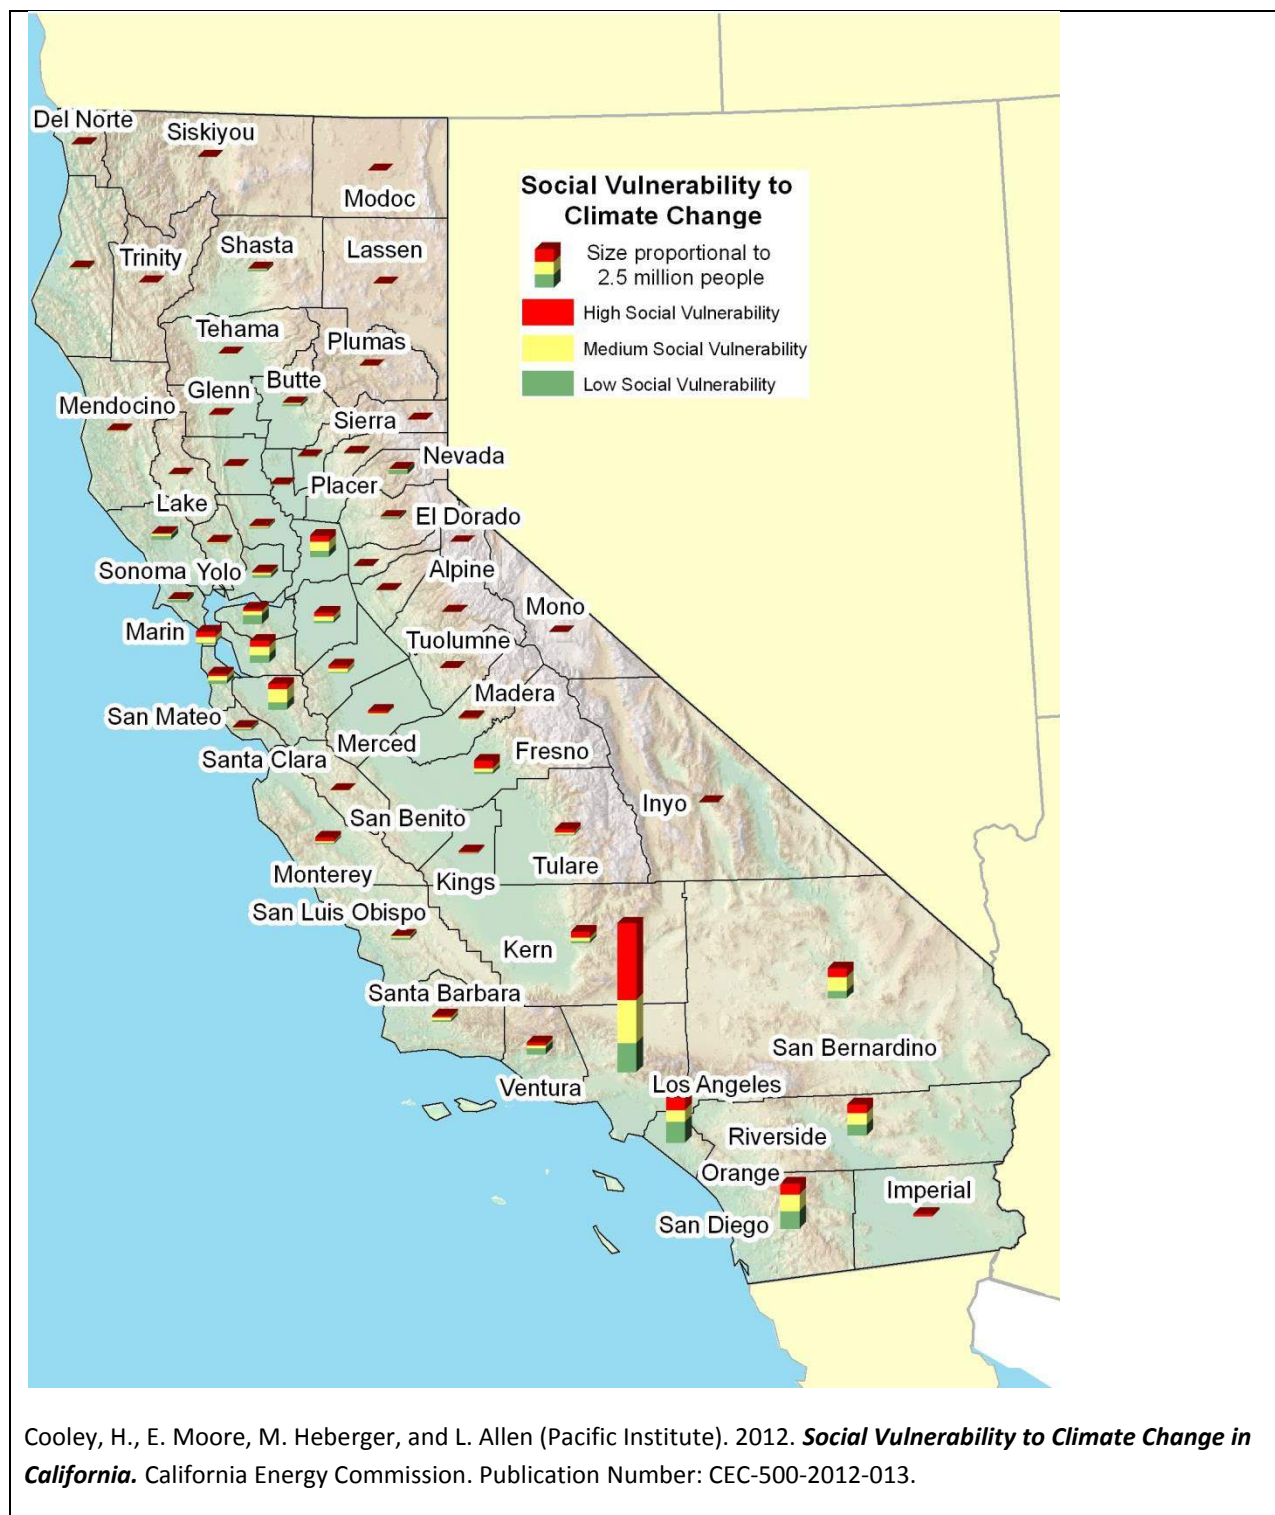 Del Norte
Siskiyou
Modoc
Social Vulnerability to
Climate Change
Size proportional to
2.5 million people
High Social Vulnerability
Medium Social Vulnerability
Low Social Vulnerability
Trinity
Shasta
Lassen
Tehama
Plumas
Glenn
Butte
Mendocino
Sierra
Nevada
Placer
Lake
El Dorado
Sonoma
Yolo
Alpine
Mono
Marin
Tuolumne
Madera
San Mateo
Merced
Fresno
Santa Clara
Inyo
San Benito
Tulare
Monterey
Kings
San Luis Obispo
Kern
Santa Barbara
San Bernardino
Ventura
Los Angeles
Riverside
Orange
Imperial
San Diego
Cooley, H., E. Moore, M. Heberger, and L. Allen (Pacific Institute). 2012. Social Vulnerability to Climate Change in
California. California Energy Commission. Publication Number: CEC-500-2012-013.